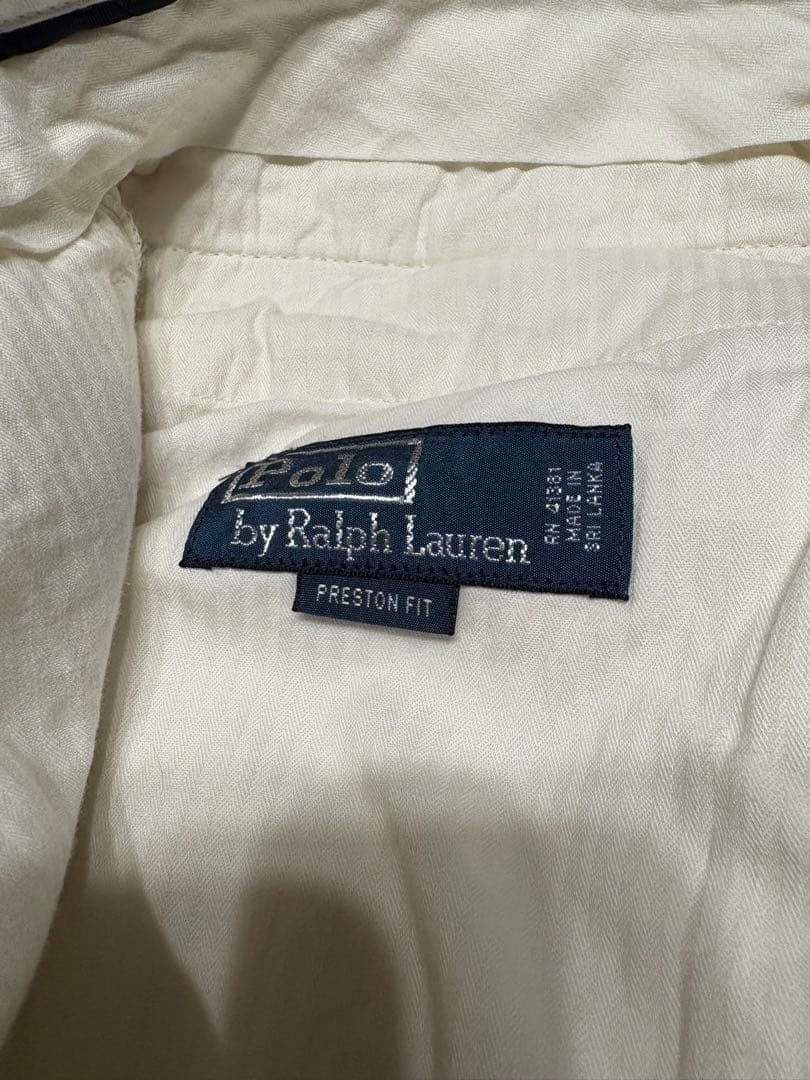 Polo
by Ralph Lauren
RN 41381
MADE IN
SRI LANKA
PRESTON FIT